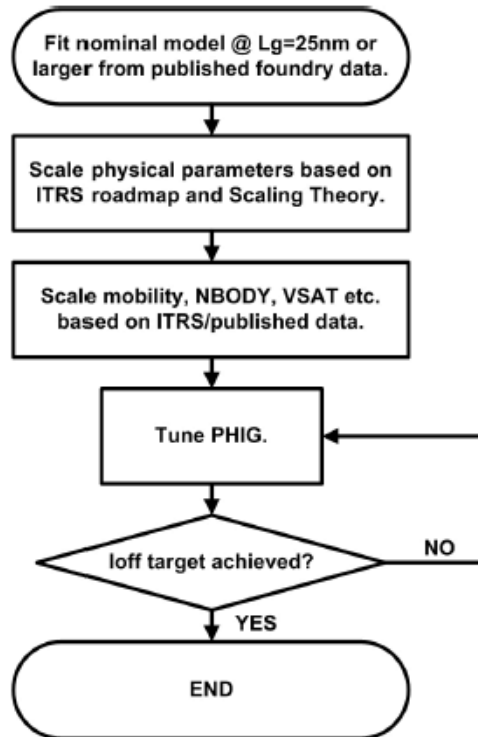 Fit nominal model @ Lg=25nm or
larger from published foundry data.
Scale physical parameters based on
ITRS roadmap and Scaling Theory.
Scale mobility, NBODY, VSAT etc.
based on ITRS/published data.
Tune PHIG.
Ioff target achieved?
NO
YES
END